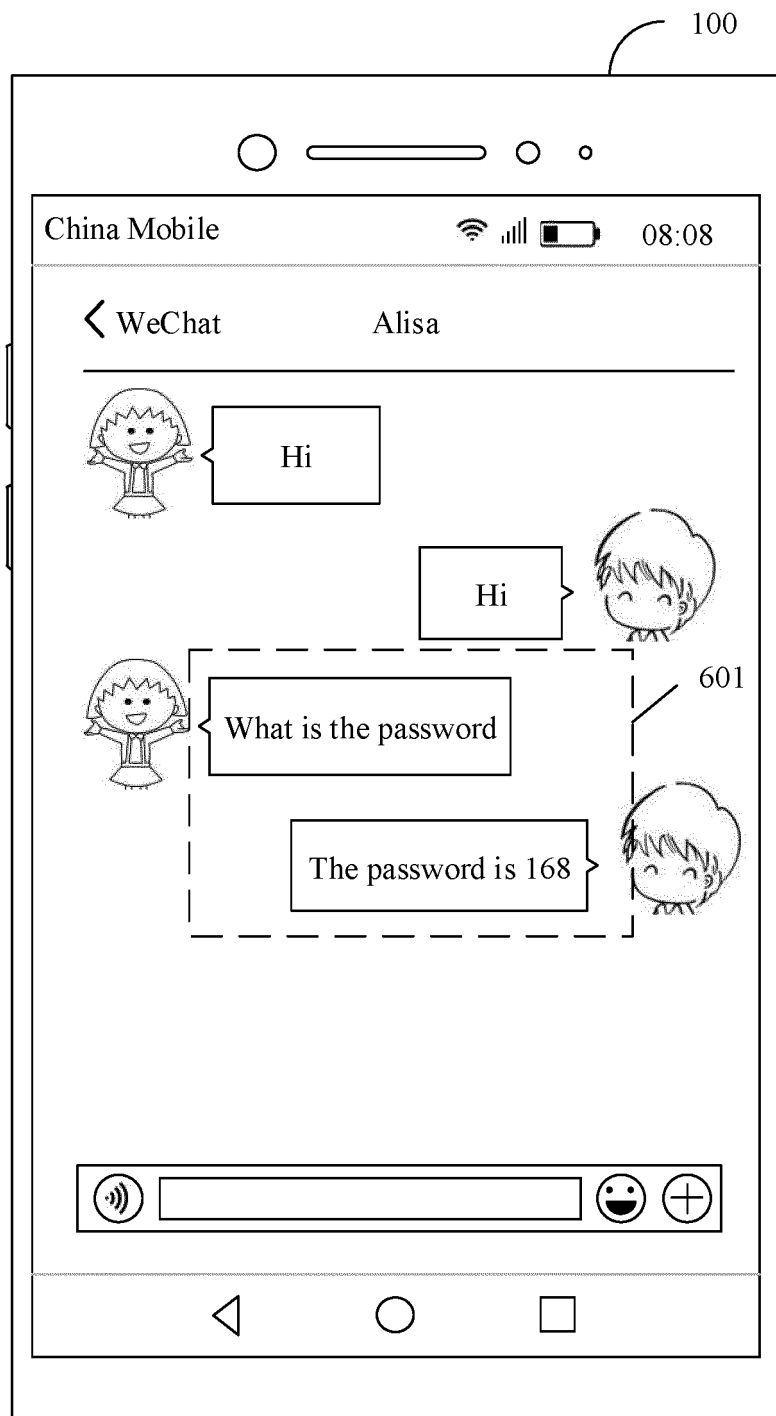 100
China Mobile 08:08
WeChat Alisa
Hi
Hi
601
What is the password
The password is 168